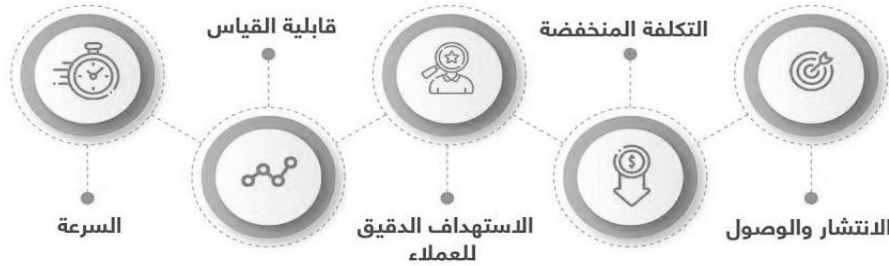 الانتشار والوصول
التكلفة المنخفضة
الاستهداف الدقيق
للعملاء
قابلية القياس
السرعة
$